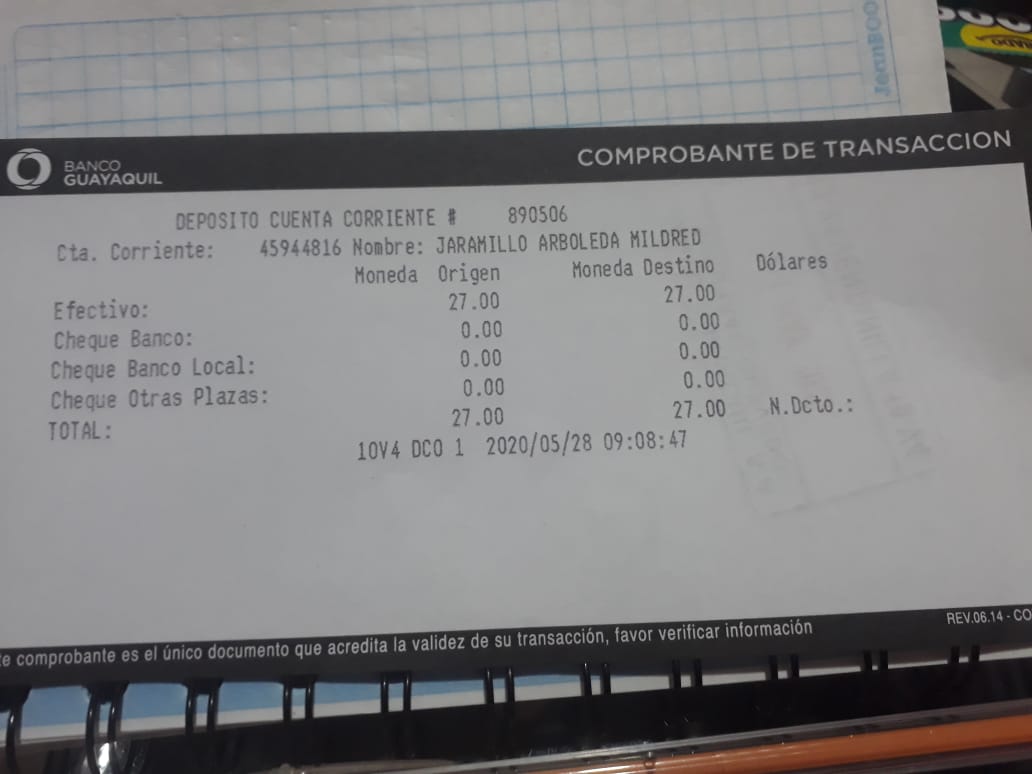 JeanBOO
BANCO
GUAYAQUIL
COMPROBANTE DE TRANSACCION
DEPOSITO CUENTA CORRIENTE # 890506
Cta. Corriente: 45944816 Nombre: JARAMILLO ARBOLEDA MILDRED
Moneda Origen Moneda Destino Dólares
Efectivo: 27.00 27.00
Cheque Banco: 0.00 0.00
Cheque Banco Local: 0.00 0.00
Cheque Otras Plazas: 0.00 0.00
TOTAL: 27.00 27.00 N.Dcto.:
10V4 DCO 1 2020/05/28 09:08:47
REV.06.14 - CO
te comprobante es el único documento que acredita la validez de su transacción, favor verificar información